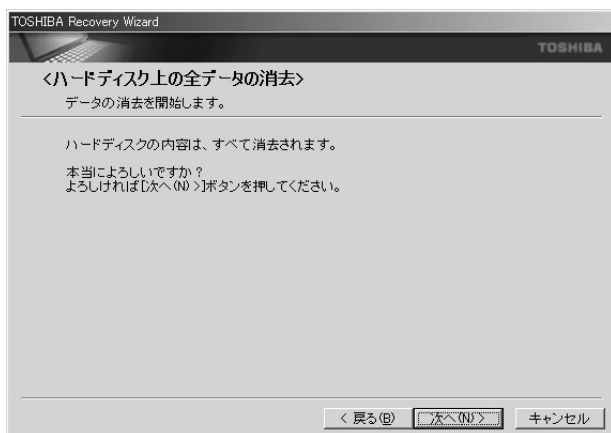 TOSHIBA Recovery Wizard
TOSHIBA
<ハードディスク上の全データの消去>
データの消去を開始します。
ハードディスクの内容は、すべて消去されます。
本当によろしいですか?
よろしければ[次へ(N) >]ボタンを押してください。
< 戻る(B) 次へ(N) > キャンセル